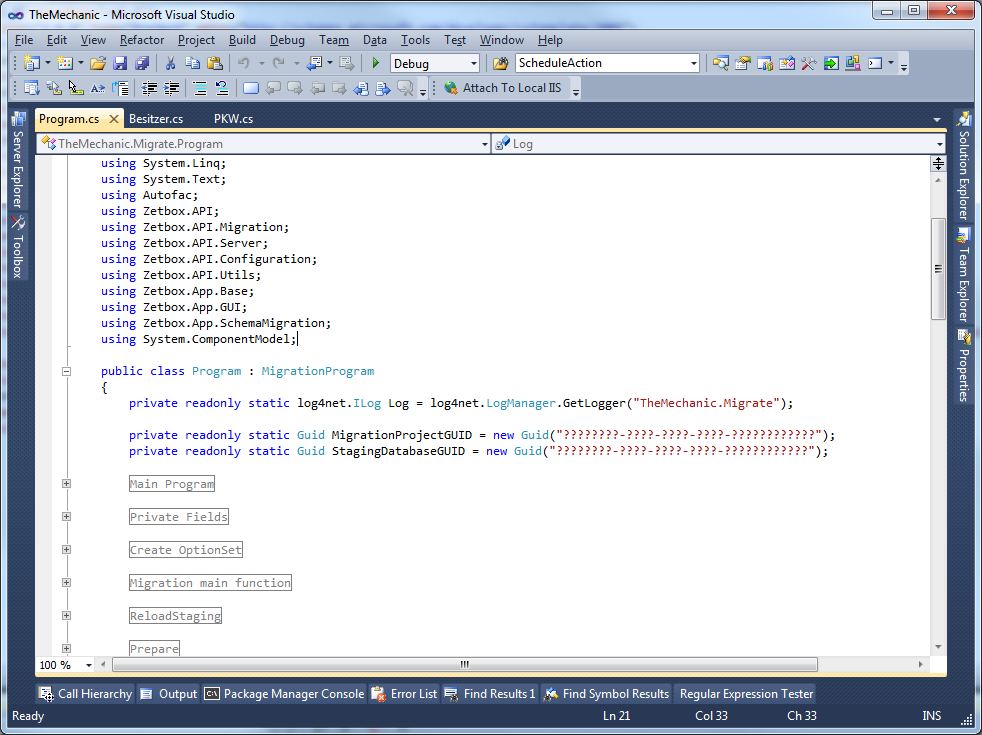 TheMechanic - Microsoft Visual Studio
File Edit View Refactor Project Build Debug Team Data Tools Test Window Help
Debug ScheduleAction
Attach To Local IIS
Program.cs Besitzer.cs PKW.cs
TheMechanic.Migrate.Program Log
Server Explorer
Toolbox
Solution Explorer
Team Explorer
Properties
using System.Linq;
using System.Text;
using Autofac;
using Zetbox.API;
using Zetbox.API.Migration;
using Zetbox.API.Server;
using Zetbox.API.Configuration;
using Zetbox.API.Utils;
using Zetbox.App.Base;
using Zetbox.App.GUI;
using Zetbox.App.SchemaMigration;
using System.ComponentModel;
public class Program : MigrationProgram
{
private readonly static log4net.ILog Log = log4net.LogManager.GetLogger("TheMechanic.Migrate");
private readonly static Guid MigrationProjectGUID = new Guid("????????-????-????-????-????????????");
private readonly static Guid StagingDatabaseGUID = new Guid("????????-????-????-????-????????????");
Main Program
Private Fields
Create OptionSet
Migration main function
ReloadStaging
Prepare
100 %
Call Hierarchy Output Package Manager Console Error List Find Results 1 Find Symbol Results Regular Expression Tester
Ready Ln 21 Col 33 Ch 33 INS